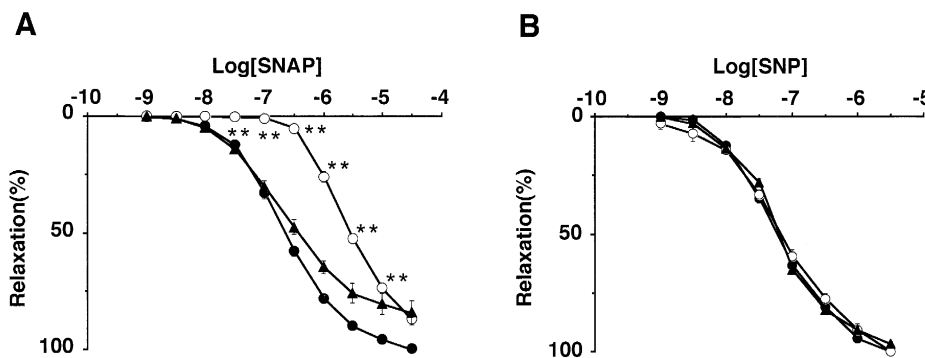 A
Log[SNAP]
-10 -9 -8 -7 -6 -5 -4
0
50
100
Relaxation(%)
** ** ** ** ** **
B
Log[SNP]
-10 -9 -8 -7 -6 -5
0
50
100
Relaxation(%)